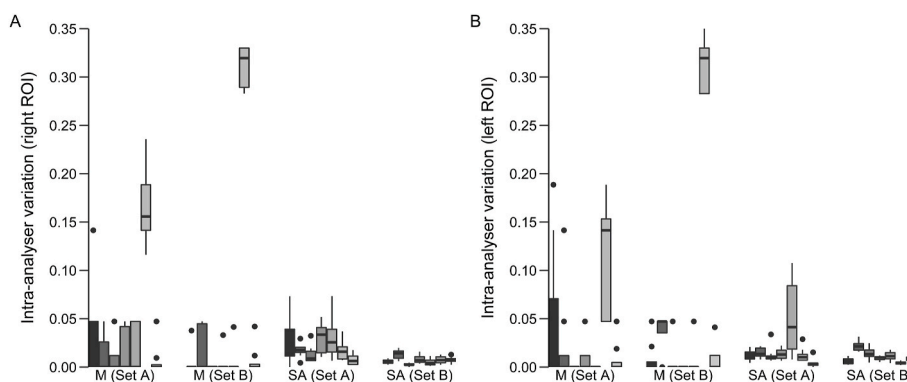 A
Intra-analyser variation (right ROI)
0.35
0.30
0.25
0.20
0.15
0.10
0.05
0.00
M (Set A)
M (Set B)
SA (Set A)
SA (Set B)
B
Intra-analyser variation (left ROI)
0.35
0.30
0.25
0.20
0.15
0.10
0.05
0.00
M (Set A)
M (Set B)
SA (Set A)
SA (Set B)